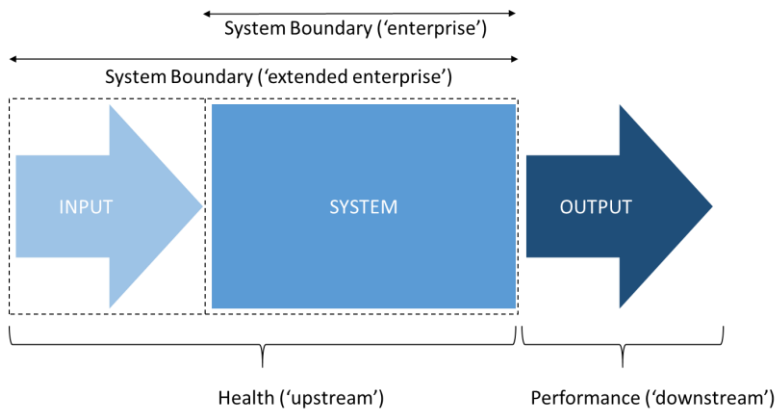 System Boundary (‘enterprise’)
System Boundary (‘extended enterprise’)
INPUT
SYSTEM
OUTPUT
Health (‘upstream’)
Performance (‘downstream’)